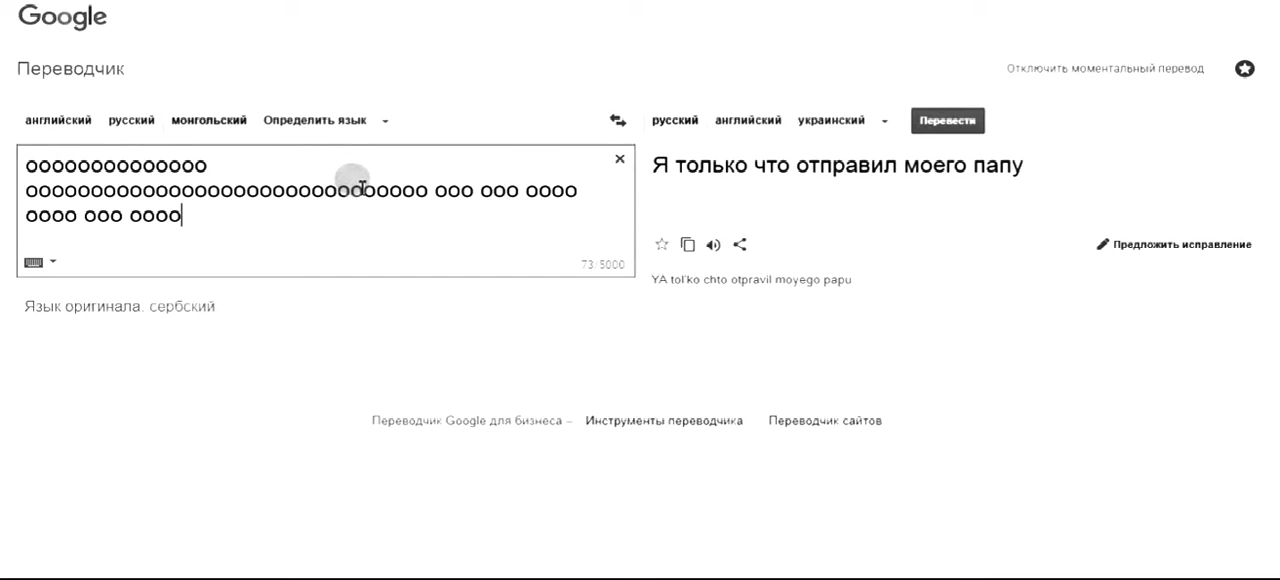 Google
Переводчик
Отключить моментальный перевод
английский русский монгольский Определить язык
русский английский украинский Перевести
оооооооооооооо
ооооооооооооооооооооооооооооооо ооо ооо оооо
оооо ооо оооо
73/5000
Язык оригинала: сербский
Я только что отправил моего папу
Предложить исправление
YA tol'ko chto otpravil moyego papu
Переводчик Google для бизнеса – Инструменты переводчика Переводчик сайтов